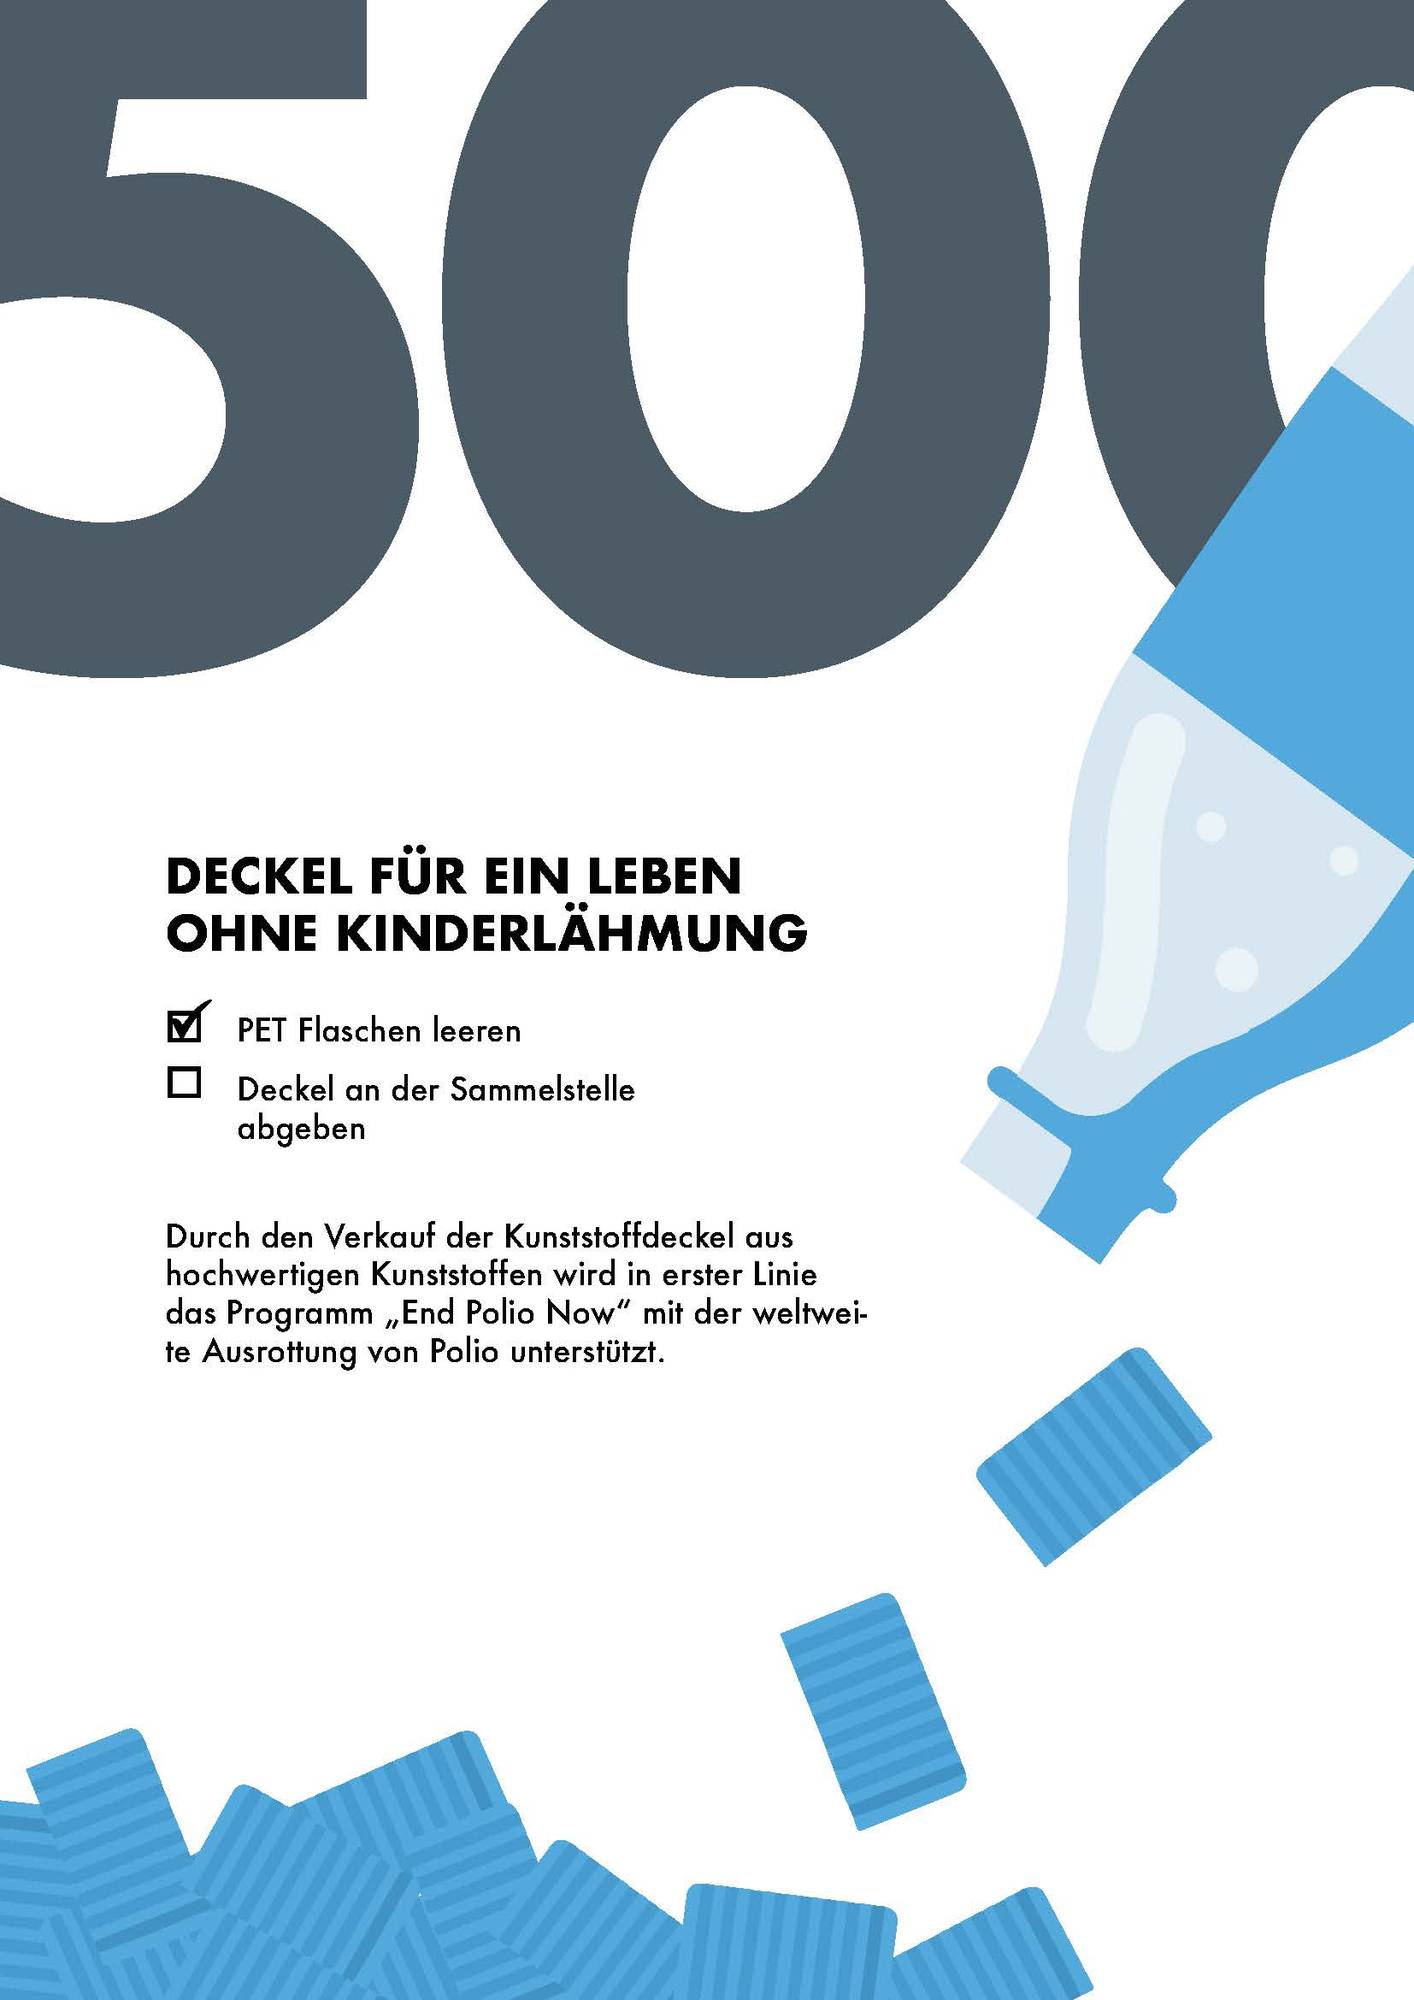 500
DECKEL FÜR EIN LEBEN
OHNE KINDERLÄHMUNG
PET Flaschen leeren
Deckel an der Sammelstelle
abgeben
Durch den Verkauf der Kunststoffdeckel aus
hochwertigen Kunststoffen wird in erster Linie
das Programm „End Polio Now“ mit der weltwei-
te Ausrottung von Polio unterstützt.